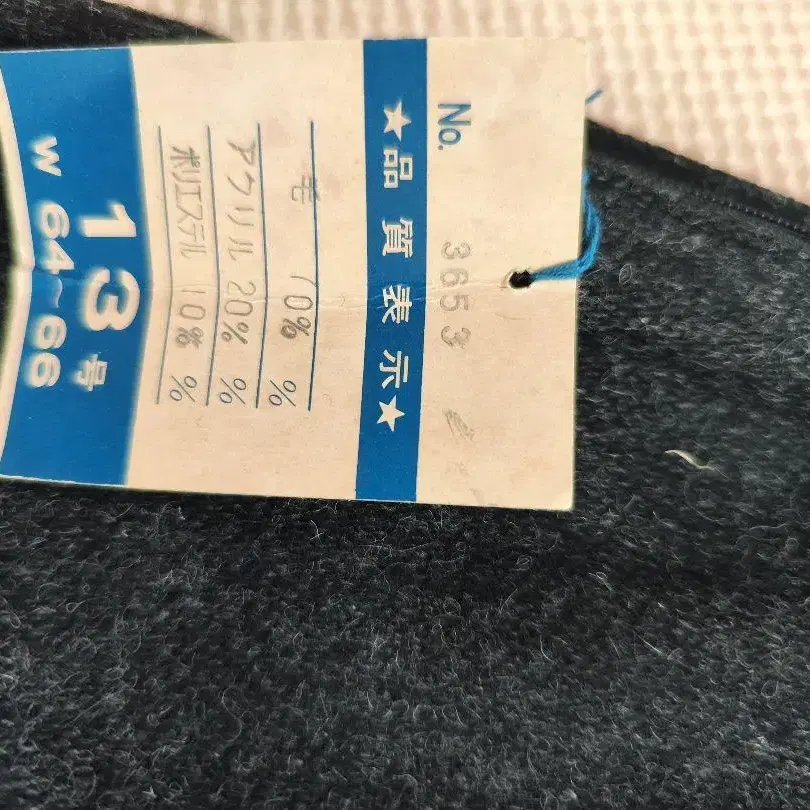 No. 3653
★品質表示★
毛 70% %
アクリル 20% %
ポリエステル 10% %
13号
W 64~66